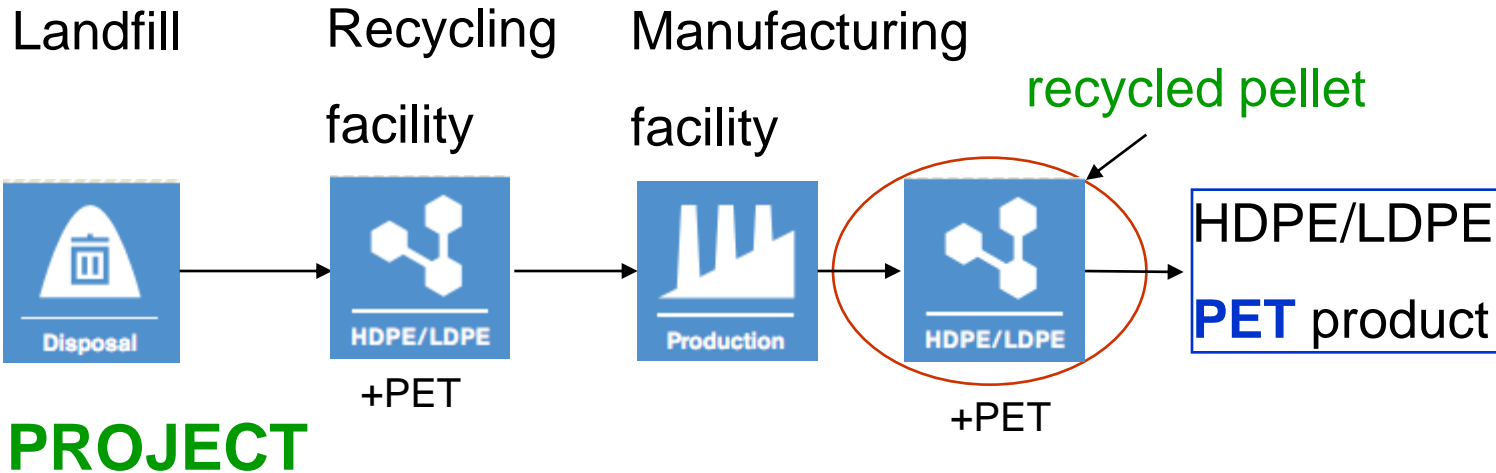 Landfill
Recycling
facility
Manufacturing
facility
recycled pellet
Disposal
HDPE/LDPE
+PET
Production
HDPE/LDPE
+PET
HDPE/LDPE
PET product
PROJECT